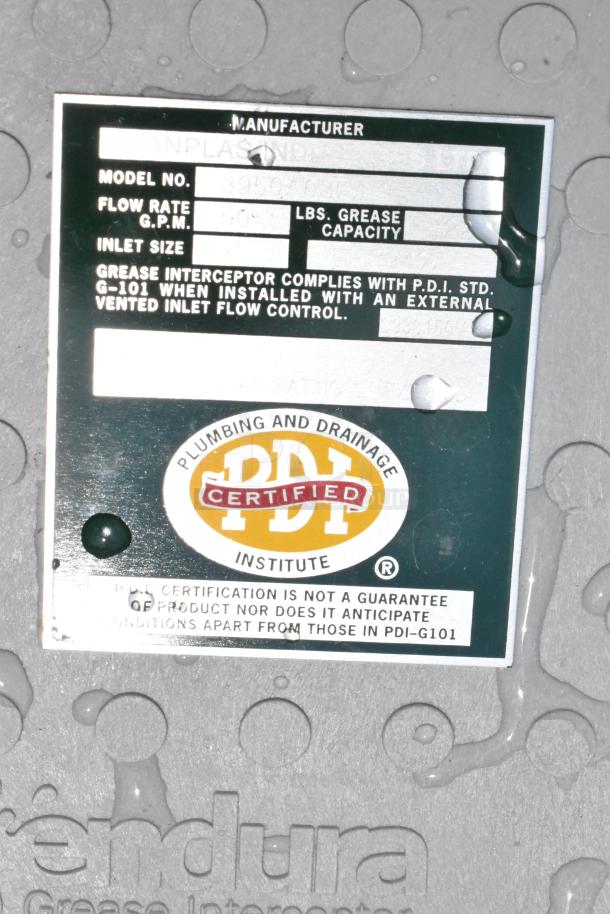 MANUFACTURER
MODEL NO.
FLOW RATE
G.P.M.
LBS. GREASE
CAPACITY
INLET SIZE
GREASE INTERCEPTOR COMPLIES WITH P.D.I. STD.
G-101 WHEN INSTALLED WITH AN EXTERNAL
VENTED INLET FLOW CONTROL.
PLUMBING AND DRAINAGE
PDI
CERTIFIED
INSTITUTE
®
P.D.I. CERTIFICATION IS NOT A GUARANTEE
OF PRODUCT NOR DOES IT ANTICIPATE
CONDITIONS APART FROM THOSE IN PDI-G101
endura
Grease Interceptor